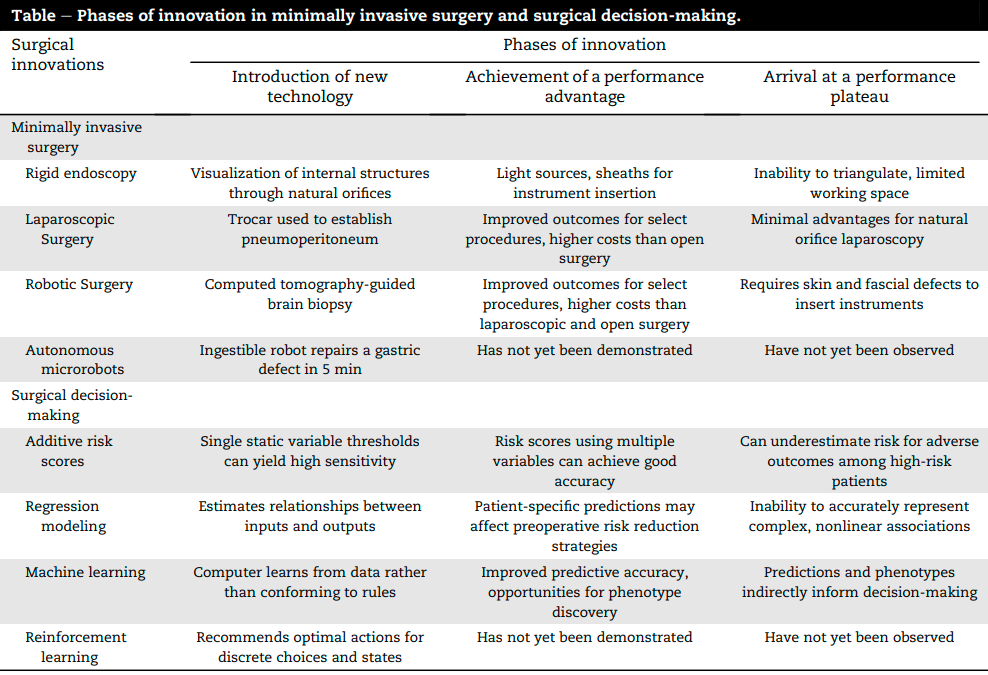 Table – Phases of innovation in minimally invasive surgery and surgical decision-making.
Surgical
innovations
Phases of innovation
Introduction of new
technology
Achievement of a performance
advantage
Arrival at a performance
plateau
Minimally invasive
surgery
Rigid endoscopy
Visualization of internal structures
through natural orifices
Light sources, sheaths for
instrument insertion
Inability to triangulate, limited
working space
Laparoscopic
Surgery
Trocar used to establish
pneumoperitoneum
Improved outcomes for select
procedures, higher costs than open
surgery
Minimal advantages for natural
orifice laparoscopy
Robotic Surgery
Computed tomography-guided
brain biopsy
Improved outcomes for select
procedures, higher costs than
laparoscopic and open surgery
Requires skin and fascial defects to
insert instruments
Autonomous
microrobots
Ingestible robot repairs a gastric
defect in 5 min
Has not yet been demonstrated
Have not yet been observed
Surgical decision-
making
Additive risk
scores
Single static variable thresholds
can yield high sensitivity
Risk scores using multiple
variables can achieve good
accuracy
Can underestimate risk for adverse
outcomes among high-risk
patients
Regression
modeling
Estimates relationships between
inputs and outputs
Patient-specific predictions may
affect preoperative risk reduction
strategies
Inability to accurately represent
complex, nonlinear associations
Machine learning
Computer learns from data rather
than conforming to rules
Improved predictive accuracy,
opportunities for phenotype
discovery
Predictions and phenotypes
indirectly inform decision-making
Reinforcement
learning
Recommends optimal actions for
discrete choices and states
Has not yet been demonstrated
Have not yet been observed